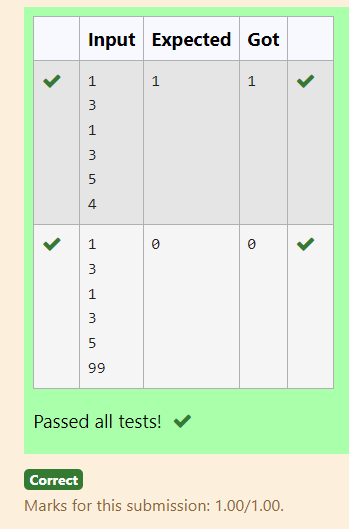 Input Expected Got
1 1 1
3
1
3
5
4
1 0 0
3
1
3
5
99
Passed all tests!
Correct
Marks for this submission: 1.00/1.00.